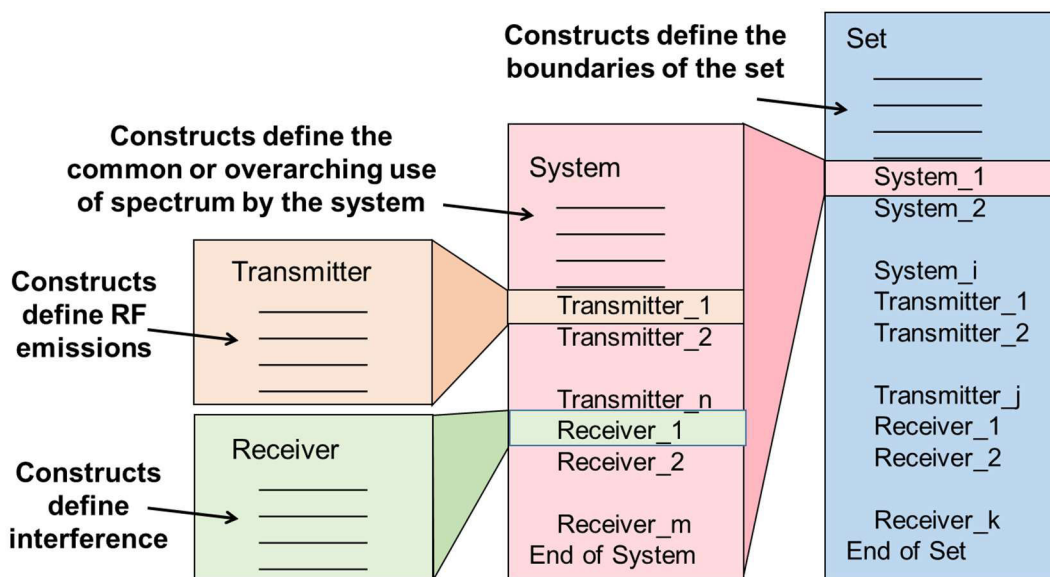 Constructs define the
boundaries of the set
Set
System_1
System_2
System_i
Transmitter_1
Transmitter_2
Transmitter_j
Receiver_1
Receiver_2
Receiver_k
End of Set
Constructs define the
common or overarching use
of spectrum by the system
System
Transmitter_1
Transmitter_2
Transmitter_n
Receiver_1
Receiver_2
Receiver_m
End of System
Constructs
define RF
emissions
Transmitter
Constructs
define
interference
Receiver